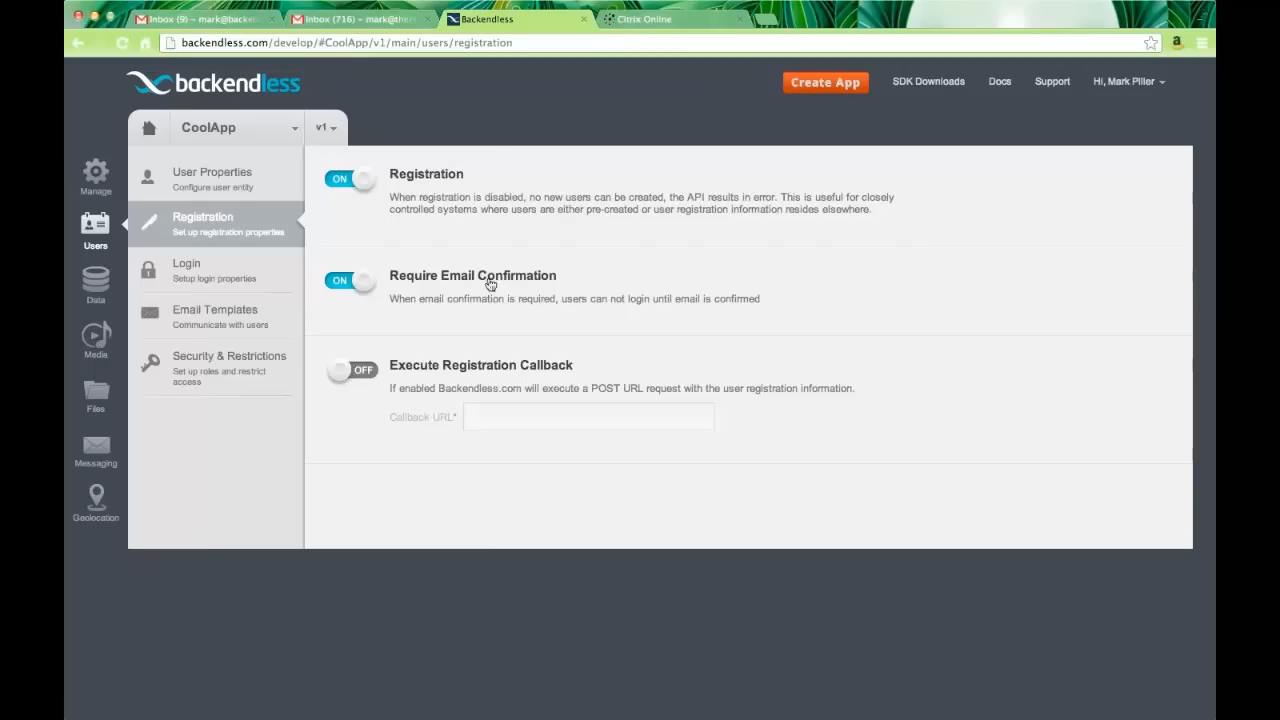 Inbox (9) – mark@backend
Inbox (716) – mark@the
Backendless
Citrix Online
backendless.com/develop/#CoolApp/v1/main/users/registration
backendless
Create App
SDK Downloads
Docs
Support
Hi, Mark Piller
CoolApp
v1
Manage
Users
Data
Media
Files
Messaging
Geolocation
User Properties
Configure user entity
Registration
Set up registration properties
Login
Setup login properties
Email Templates
Communicate with users
Security & Restrictions
Set up roles and restrict
access
ON
Registration
When registration is disabled, no new users can be created, the API results in error. This is useful for closely
controlled systems where users are either pre-created or user registration information resides elsewhere.
ON
Require Email Confirmation
When email confirmation is required, users can not login until email is confirmed
OFF
Execute Registration Callback
If enabled Backendless.com will execute a POST URL request with the user registration information.
Callback URL*